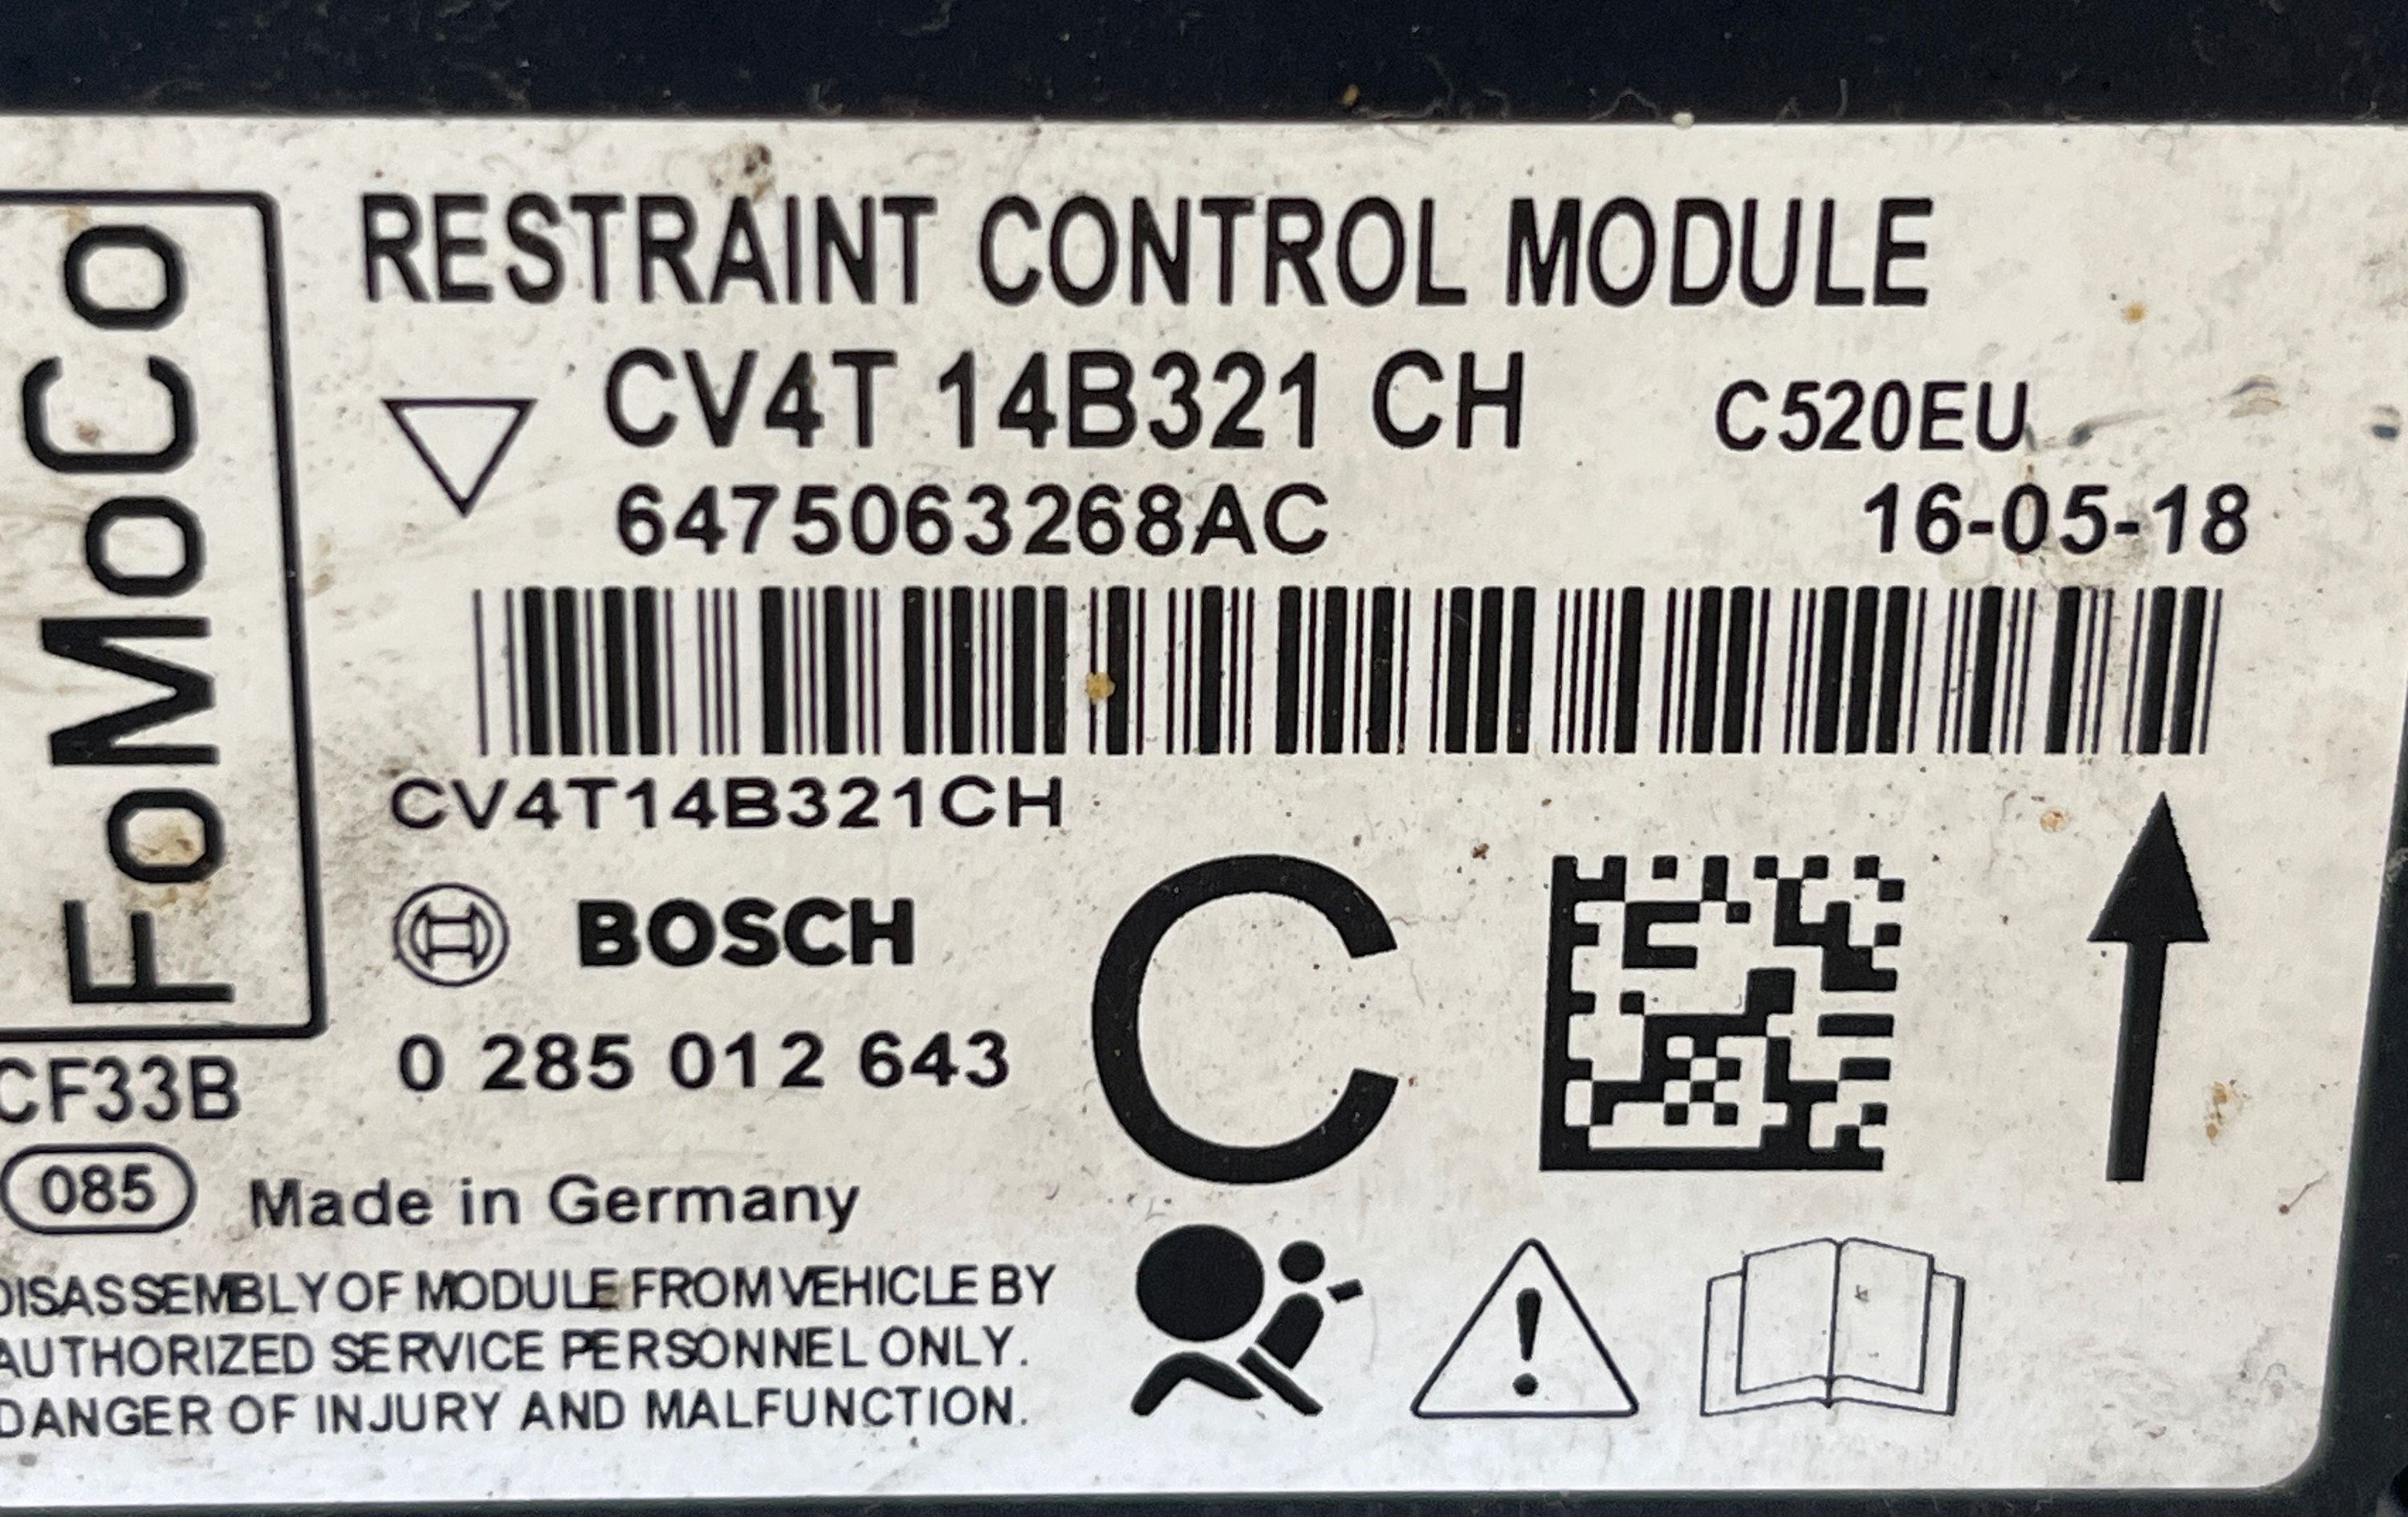 FoMoCo
RESTRAINT CONTROL MODULE
CV4T 14B321 CH C520EU
6475063268AC 16-05-18
CV4T14B321CH
BOSCH
C
0 285 012 643
CF33B
085 Made in Germany
DISASSEMBLY OF MODULE FROM VEHICLE BY
AUTHORIZED SERVICE PERSONNEL ONLY.
DANGER OF INJURY AND MALFUNCTION.